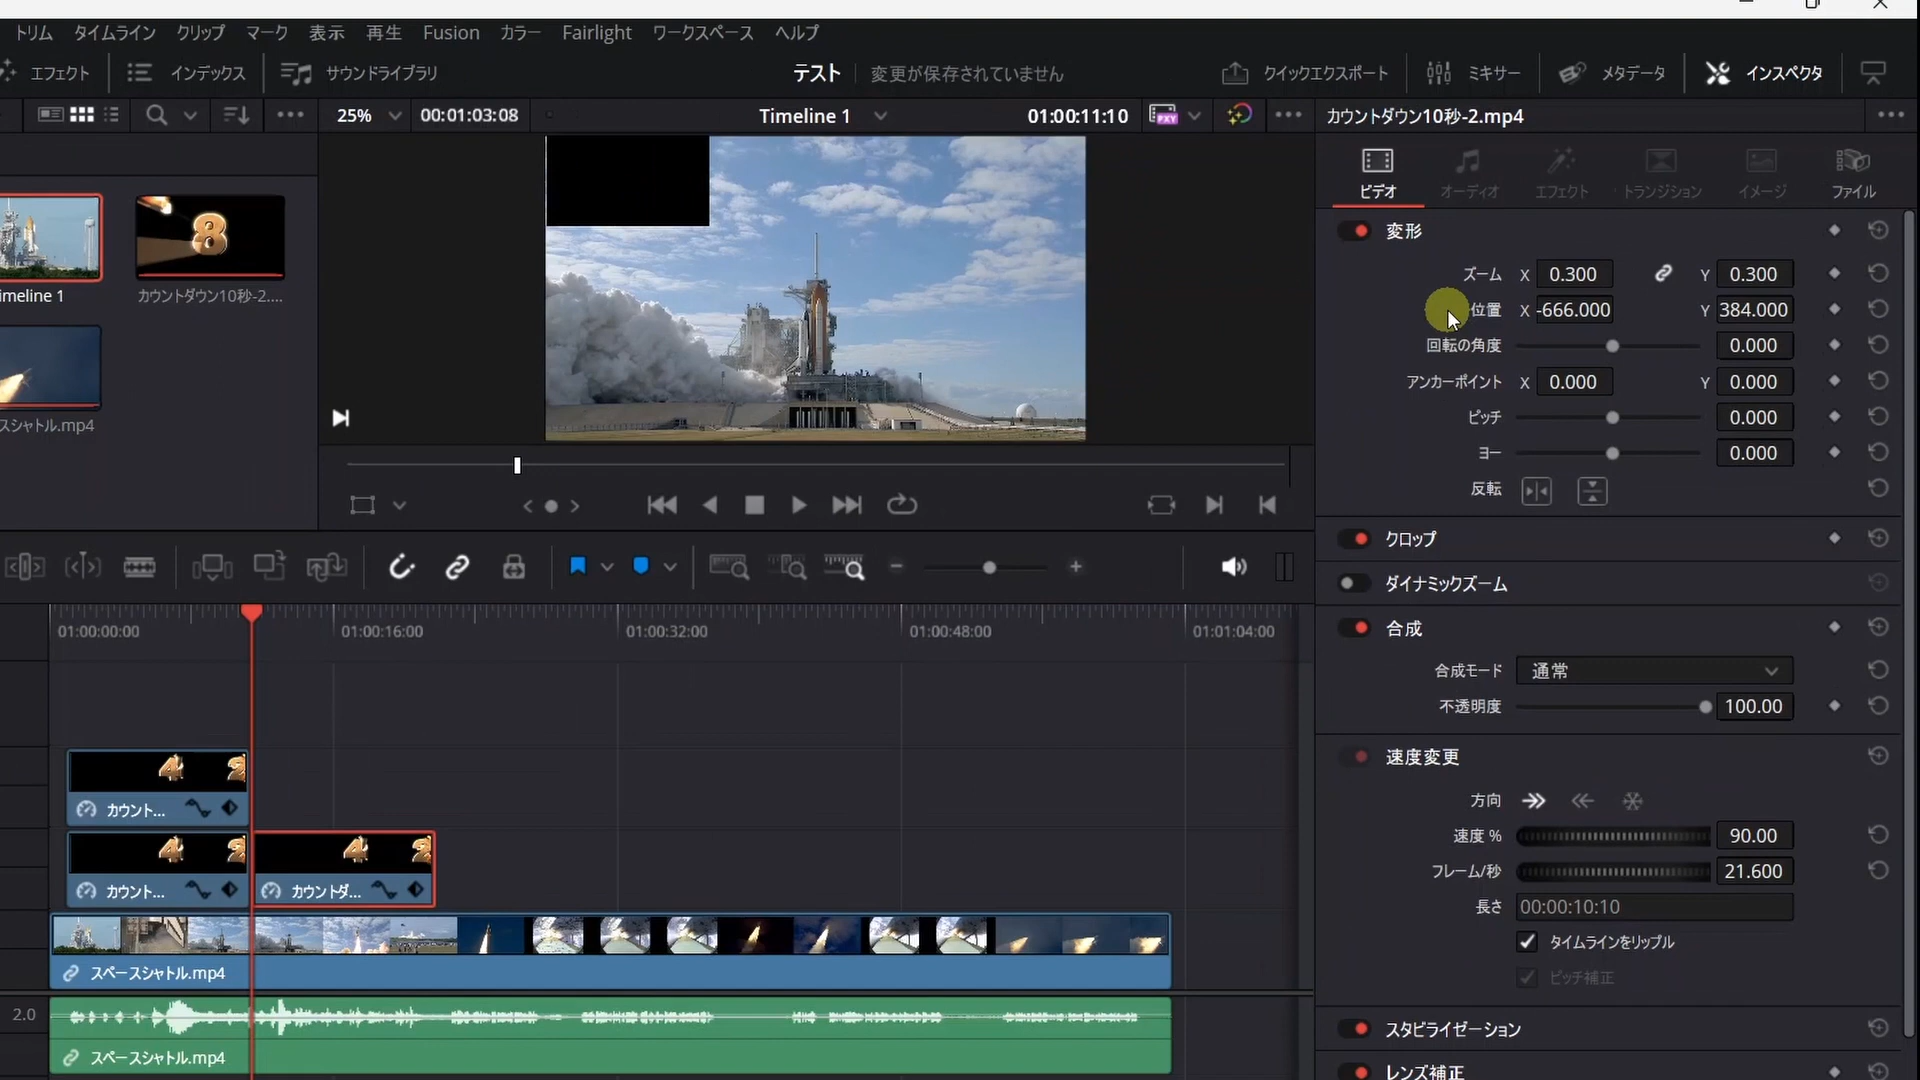 トリム タイムライン クリップ マーク 表示 再生 Fusion カラー Fairlight ワークスペース ヘルプ
エフェクト インデックス サウンドライブラリ テスト 変更が保存されていません クイックエクスポート ミキサー メタデータ インスペクタ
25% 00:01:03:08 Timeline 1 01:00:11:10 PXY カウントダウン10秒-2.mp4
ビデオ オーディオ エフェクト トランジション イメージ ファイル
8
imeline 1 カウントダウン10秒-2....
スシャトル.mp4
変形
ズーム X 0.300 Y 0.300
位置 X -666.000 Y 384.000
回転の角度 0.000
アンカーポイント X 0.000 Y 0.000
ピッチ 0.000
ヨー 0.000
反転
クロップ
ダイナミックズーム
合成
合成モード 通常
不透明度 100.00
速度変更
方向
速度 % 90.00
フレーム/秒 21.600
長さ 00:00:10:10
タイムラインをリップル
ピッチ補正
スタビライゼーション
レンズ補正
01:00:00:00 01:00:16:00 01:00:32:00 01:00:48:00 01:01:04:00
4 2
カウント...
4 2 4 2
カウント... カウントダ...
スペースシャトル.mp4
2.0
スペースシャトル.mp4